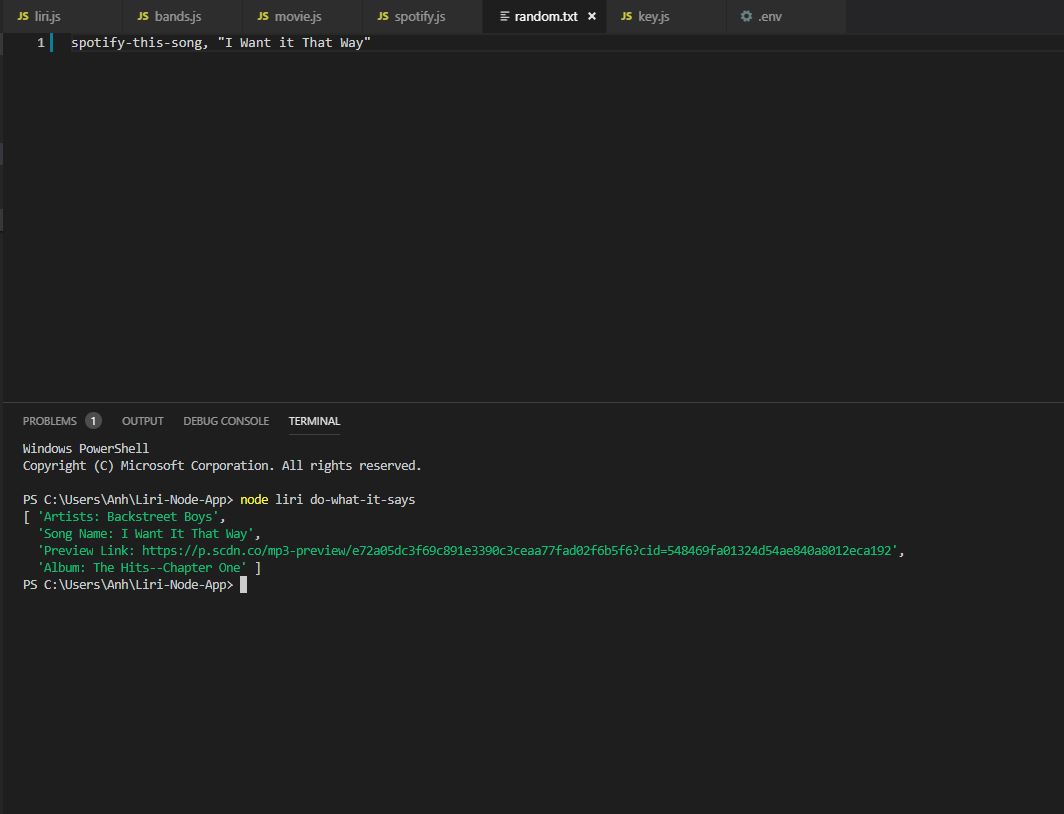 JS liri.js JS bands.js JS movie.js JS spotify.js random.txt × JS key.js .env
1 spotify-this-song, "I Want it That Way"
PROBLEMS 1 OUTPUT DEBUG CONSOLE TERMINAL
Windows PowerShell
Copyright (C) Microsoft Corporation. All rights reserved.
PS C:\Users\Anh\Liri-Node-App> node liri do-what-it-says
[ 'Artists: Backstreet Boys',
'Song Name: I Want It That Way',
'Preview Link: https://p.scdn.co/mp3-preview/e72a05dc3f69c891e3390c3ceaa77fad02f6b5f6?cid=548469fa01324d54ae840a8012eca192',
'Album: The Hits--Chapter One' ]
PS C:\Users\Anh\Liri-Node-App>